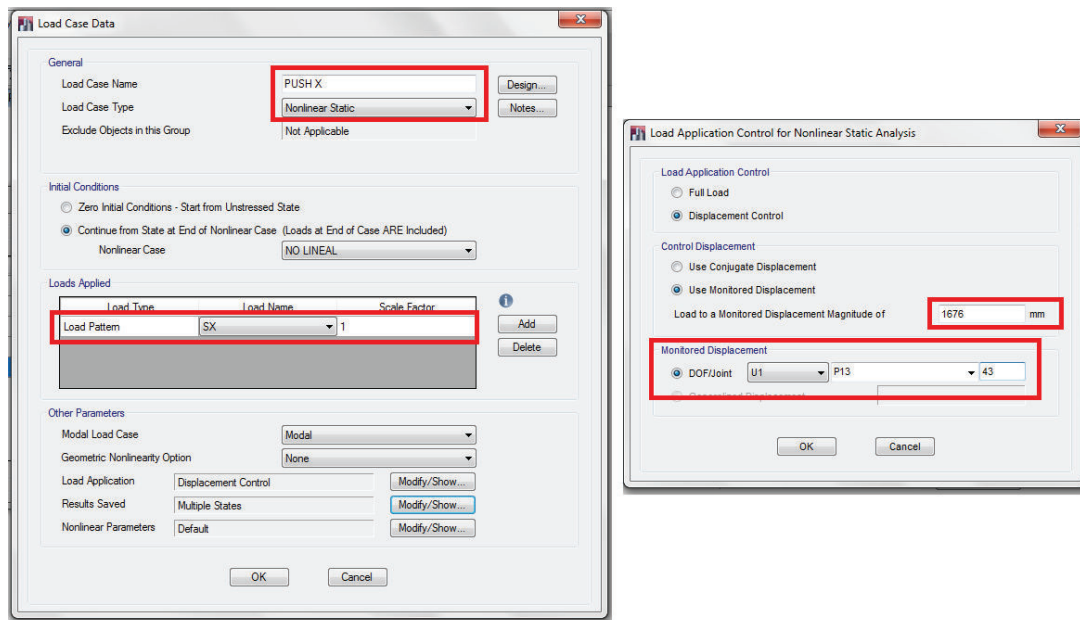 Load Case Data
General
Load Case Name PUSH X Design...
Load Case Type Nonlinear Static Notes...
Exclude Objects in this Group Not Applicable
Initial Conditions
Zero Initial Conditions - Start from Unstressed State
Continue from State at End of Nonlinear Case (Loads at End of Case ARE Included)
Nonlinear Case NO LINEAL
Loads Applied
Load Type Load Name Scale Factor
Load Pattern SX 1 Add
Delete
Other Parameters
Modal Load Case Modal
Geometric Nonlinearity Option None
Load Application Displacement Control Modify/Show...
Results Saved Multiple States Modify/Show...
Nonlinear Parameters Default Modify/Show...
OK Cancel
Load Application Control for Nonlinear Static Analysis
Load Application Control
Full Load
Displacement Control
Control Displacement
Use Conjugate Displacement
Use Monitored Displacement
Load to a Monitored Displacement Magnitude of 1676 mm
Monitored Displacement
DOF/Joint U1 P13 43
Generalized Displacement
OK Cancel